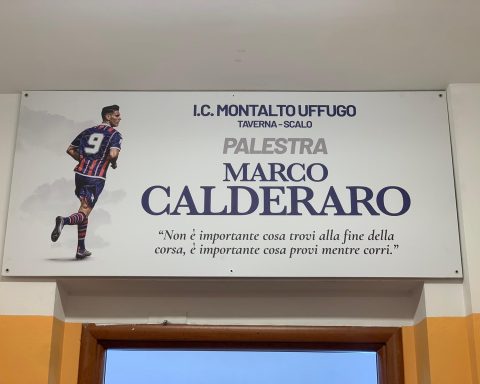 I.C. MONTALTO UFFUGO
TAVERNA - SCALO
PALESTRA
MARCO
CALDERARO
"Non è importante cosa trovi alla fine della
corsa, è importante cosa provi mentre corri."
9